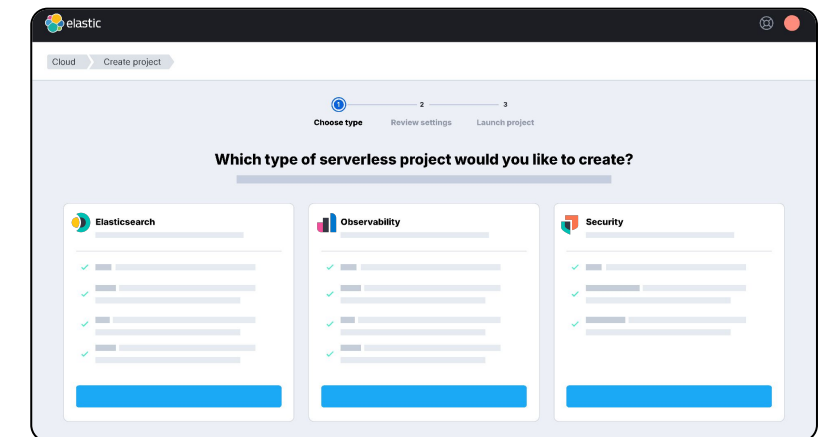 elastic
Cloud Create project
1 2 3
Choose type Review settings Launch project
Which type of serverless project would you like to create?
Elasticsearch Observability Security